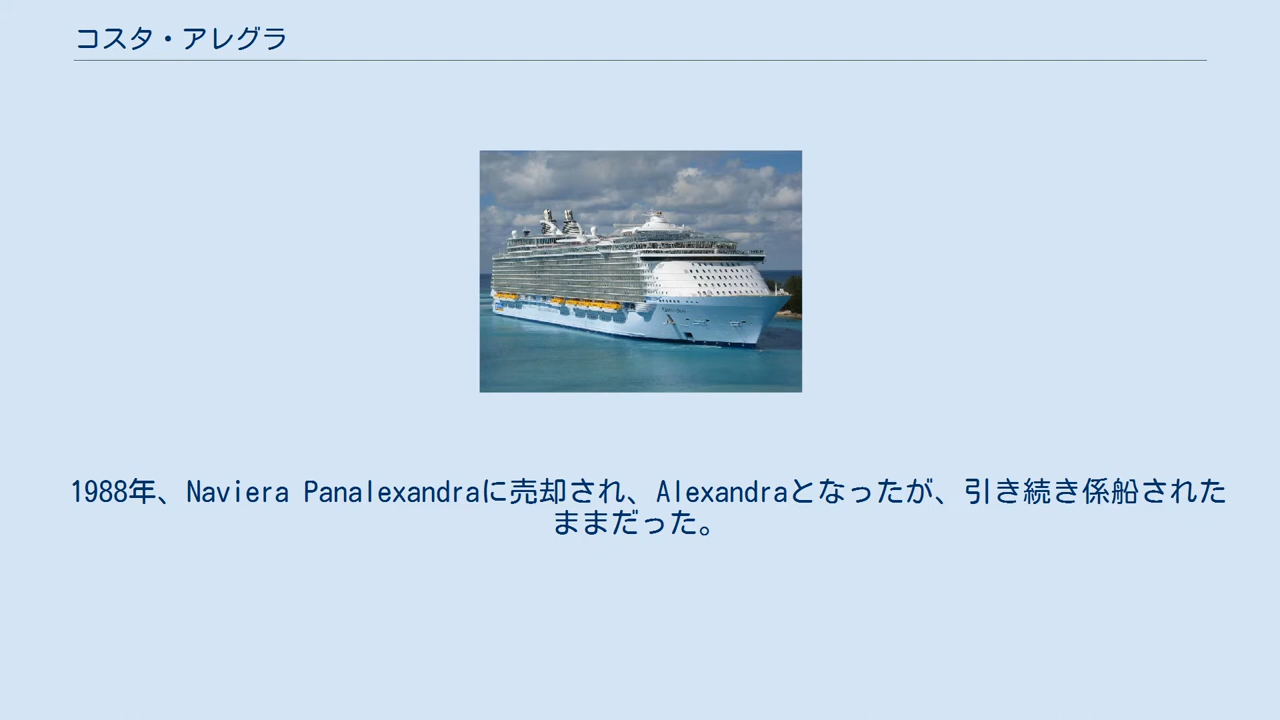 コスタ・アレグラ
1988年、Naviera Panalexandraに売却され、Alexandraとなったが、引き続き係船された
ままだった。